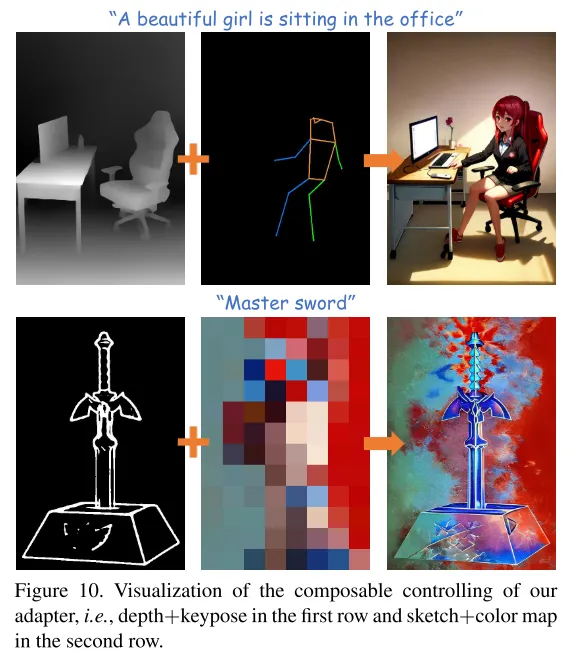 “A beautiful girl is sitting in the office”
“Master sword”
Figure 10. Visualization of the composable controlling of our
adapter, i.e., depth+keypose in the first row and sketch+color map
in the second row.